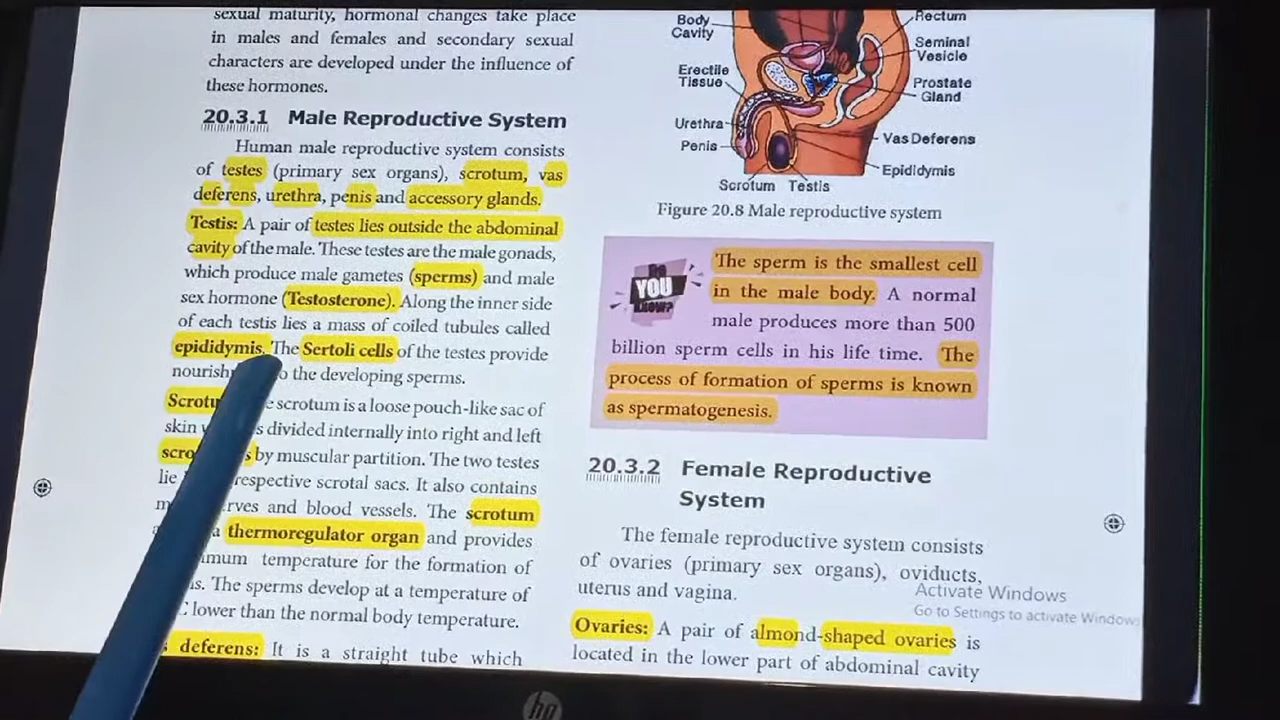 sexual maturity, hormonal changes take place
in males and females and secondary sexual
characters are developed under the influence of
these hormones.
20.3.1 Male Reproductive System
Human male reproductive system consists
of testes (primary sex organs), scrotum, vas
deferens, urethra, penis and accessory glands.
Testis: A pair of testes lies outside the abdominal
cavity of the male. These testes are the male gonads,
which produce male gametes (sperms) and male
sex hormone (Testosterone). Along the inner side
of each testis lies a mass of coiled tubules called
epididymis. The Sertoli cells of the testes provide
the developing sperms.
scrotum is a loose pouch-like sac of
skin divided internally into right and left
by muscular partition. The two testes
lie respective scrotal sacs. It also contains
and blood vessels. The scrotum
a thermoregulator organ and provides
temperature for the formation of
The sperms develop at a temperature of
lower than the normal body temperature.
deferens: It is a straight tube which
Body
Cavity
Erectile
Tissue
Urethra
Penis
Scrotum Testis
Rectum
Seminal
Vesicle
Prostate
Gland
Vas Deferens
Epididymis
Figure 20.8 Male reproductive system
Do
YOU
KNOW?
The sperm is the smallest cell
in the male body. A normal
male produces more than 500
billion sperm cells in his life time. The
process of formation of sperms is known
as spermatogenesis.
20.3.2 Female Reproductive
System
The female reproductive system consists
of ovaries (primary sex organs), oviducts,
uterus and vagina.
Activate Windows
Go to Settings to activate Windows
Ovaries: A pair of almond-shaped ovaries is
located in the lower part of abdominal cavity
hp